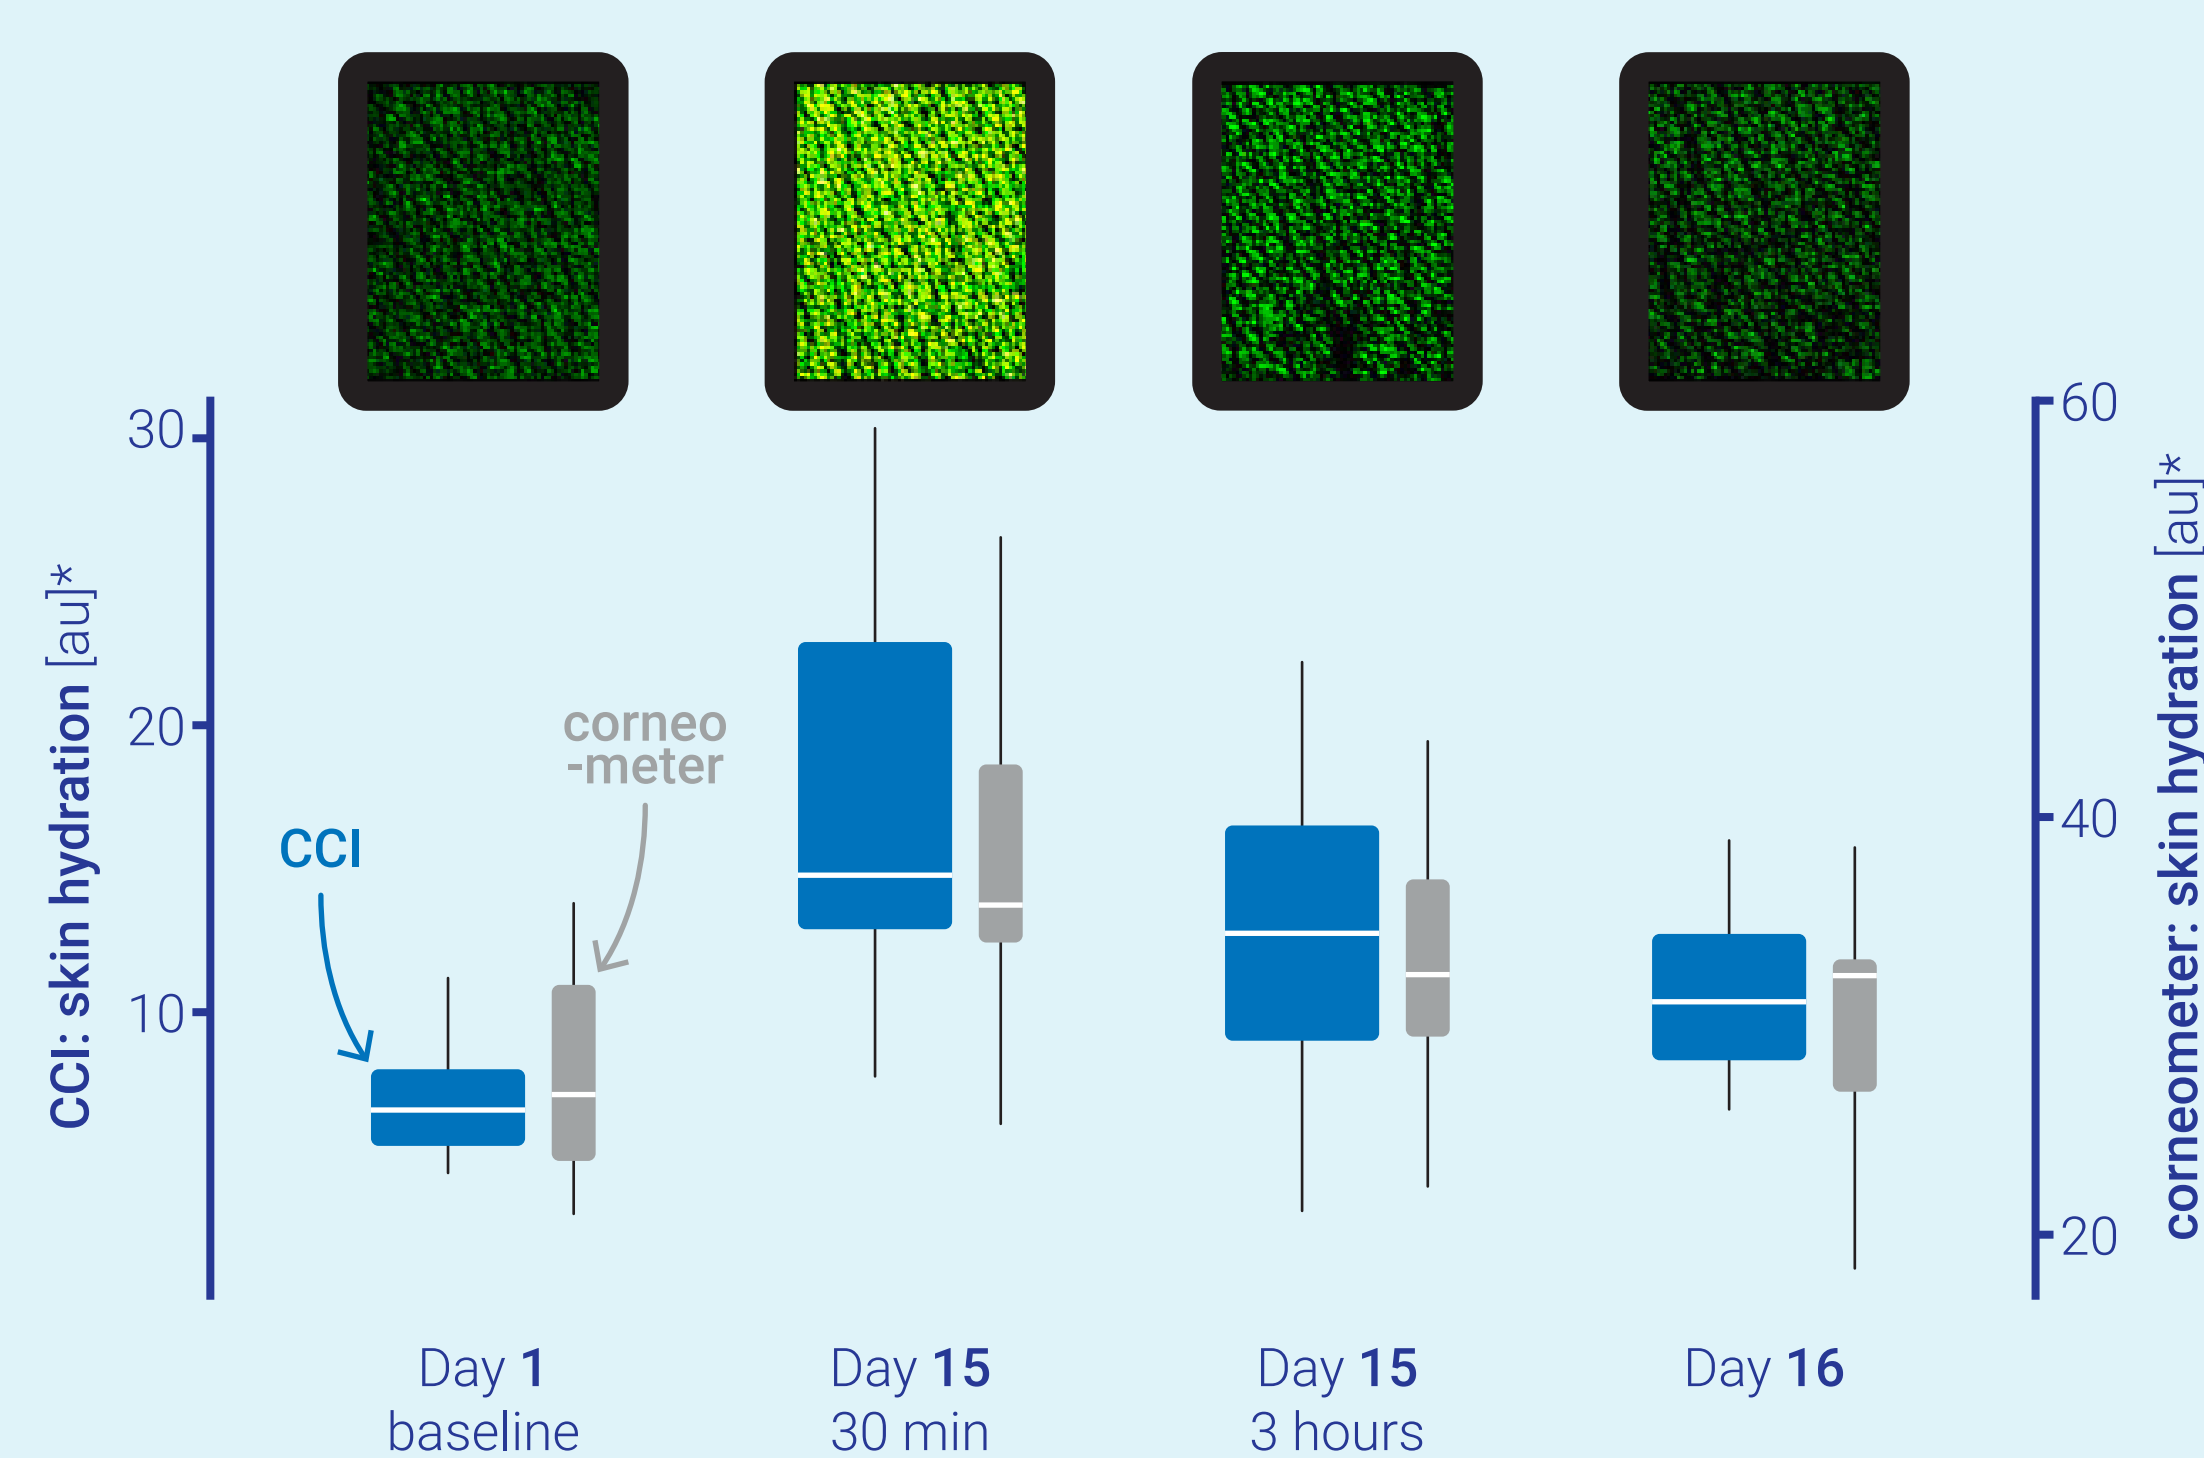 CCI: skin hydration [au]*
30
20
10
CCI
corneo
-meter
60
40
20
corneometer: skin hydration [au]*
Day 1
baseline
Day 15
30 min
Day 15
3 hours
Day 16